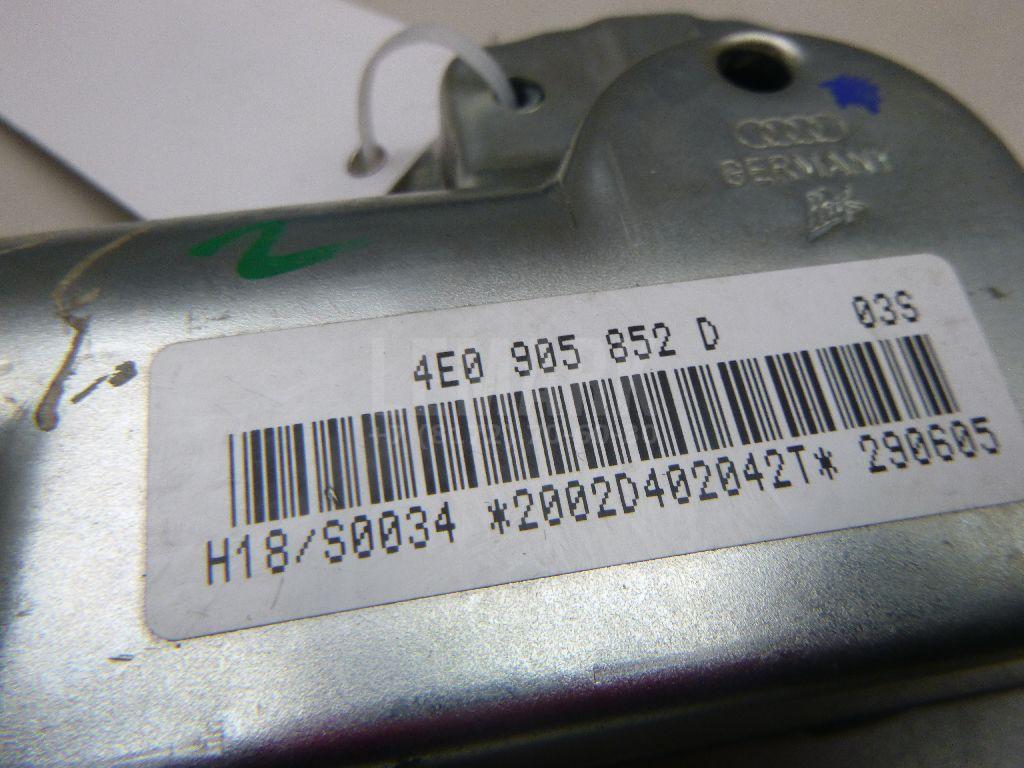 GERMANY
4E0 905 852 D 03S
H18/S0034 *2002D402042T* 290605